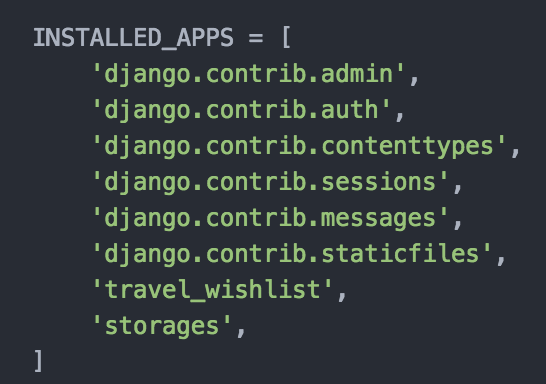 INSTALLED_APPS = [
    'django.contrib.admin',
    'django.contrib.auth',
    'django.contrib.contenttypes',
    'django.contrib.sessions',
    'django.contrib.messages',
    'django.contrib.staticfiles',
    'travel_wishlist',
    'storages',
]